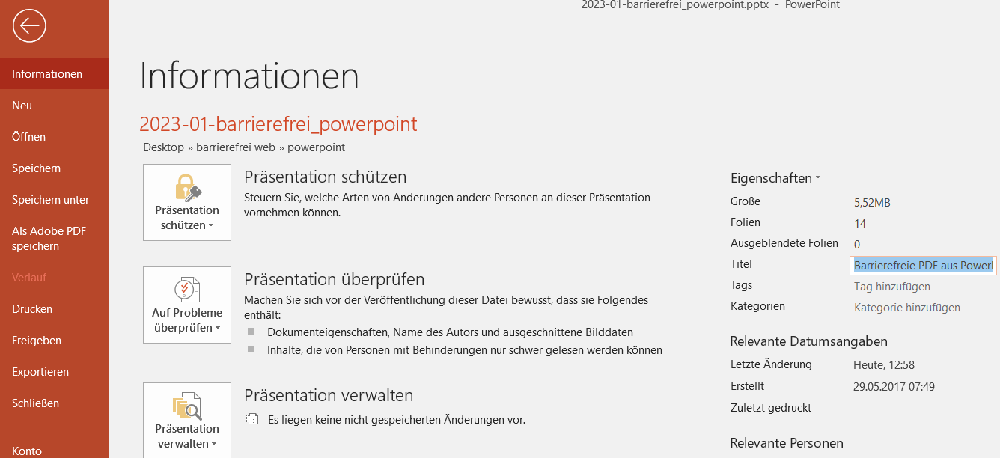 2023-01-barrierefrei_powerpoint.pptx - PowerPoint
Informationen
Neu
Öffnen
Speichern
Speichern unter
Als Adobe PDF
speichern
Verlauf
Drucken
Freigeben
Exportieren
Schließen
Konto
Informationen
2023-01-barrierefrei_powerpoint
Desktop » barrierefrei web » powerpoint
Präsentation
schützen
Präsentation schützen
Steuern Sie, welche Arten von Änderungen andere Personen an dieser Präsentation
vornehmen können.
Auf Probleme
überprüfen
Präsentation überprüfen
Machen Sie sich vor der Veröffentlichung dieser Datei bewusst, dass sie Folgendes
enthält:
Dokumenteigenschaften, Name des Autors und ausgeschnittene Bilddaten
Inhalte, die von Personen mit Behinderungen nur schwer gelesen werden können
Präsentation
verwalten
Präsentation verwalten
Es liegen keine nicht gespeicherten Änderungen vor.
Eigenschaften
Größe 5,52MB
Folien 14
Ausgeblendete Folien 0
Titel Barrierefreie PDF aus Power
Tags Tag hinzufügen
Kategorien Kategorie hinzufügen
Relevante Datumsangaben
Letzte Änderung Heute, 12:58
Erstellt 29.05.2017 07:49
Zuletzt gedruckt
Relevante Personen